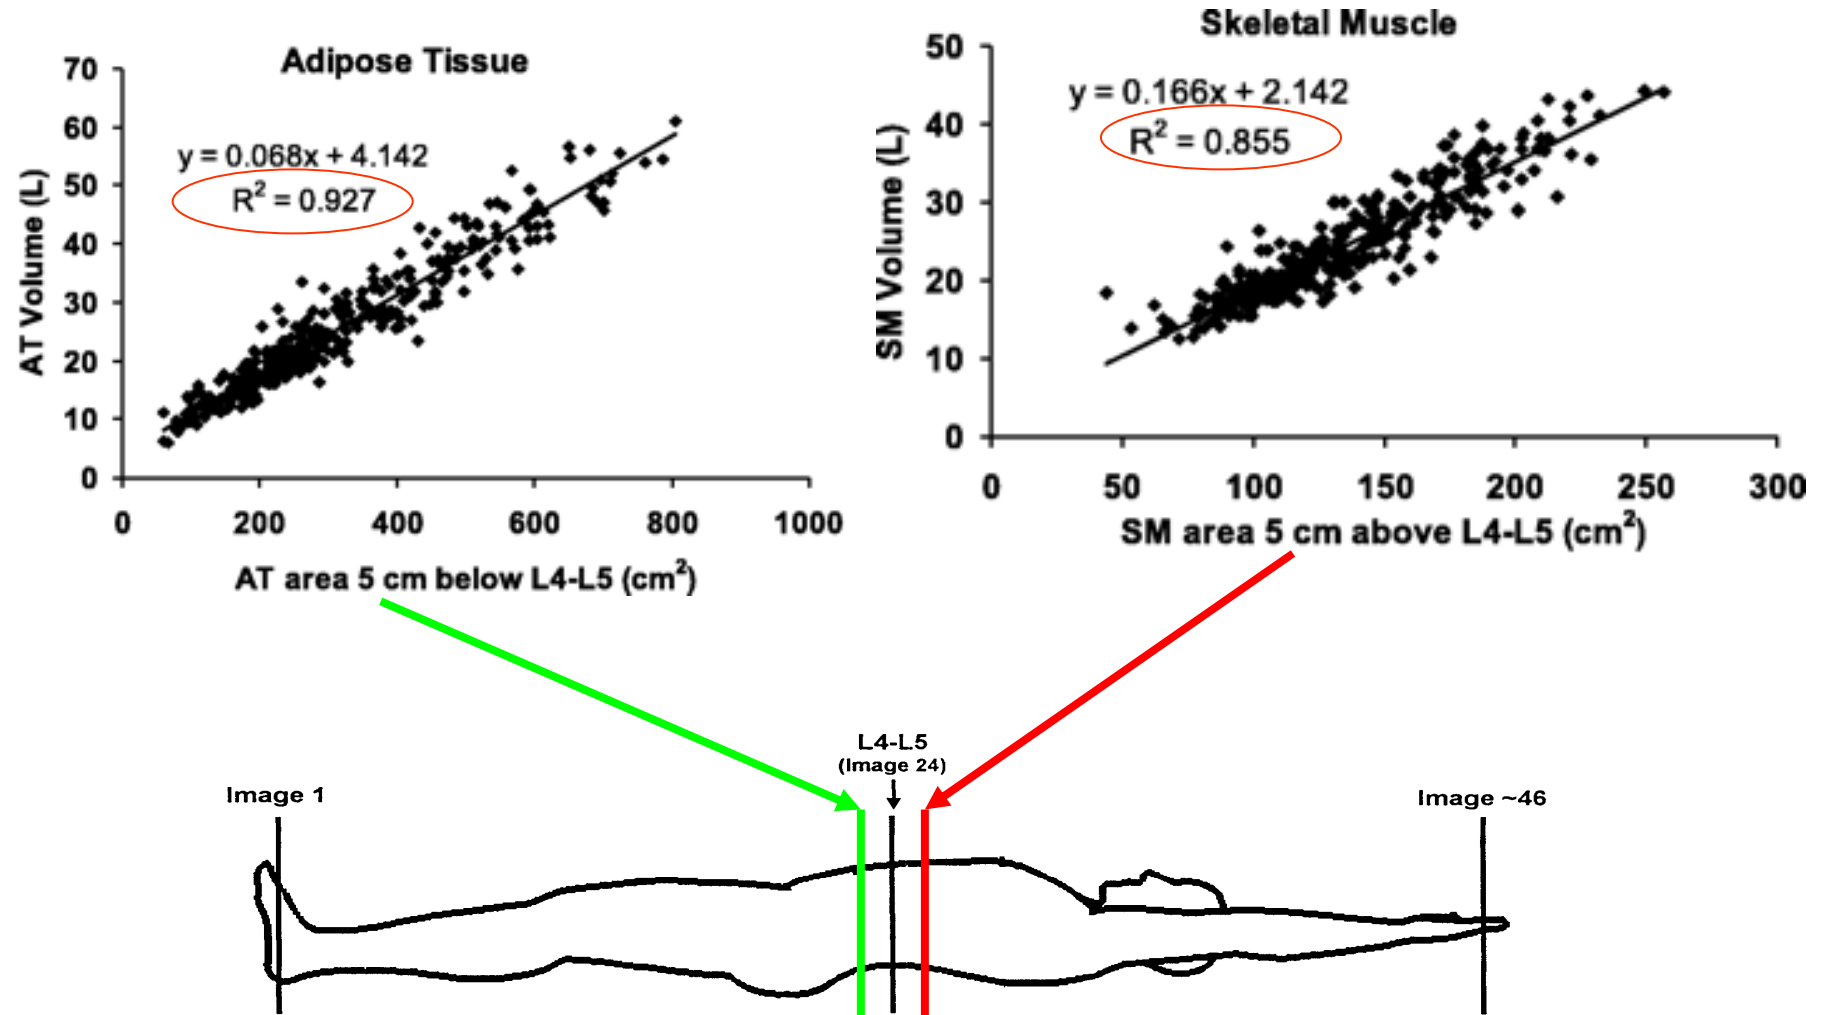 Adipose Tissue
y = 0.068x + 4.142
R² = 0.927
AT Volume (L)
70
60
50
40
30
20
10
0
0 200 400 600 800 1000
AT area 5 cm below L4-L5 (cm²)
Skeletal Muscle
y = 0.166x + 2.142
R² = 0.855
SM Volume (L)
50
40
30
20
10
0
0 50 100 150 200 250 300
SM area 5 cm above L4-L5 (cm²)
L4-L5
(Image 24)
Image 1
Image ~46